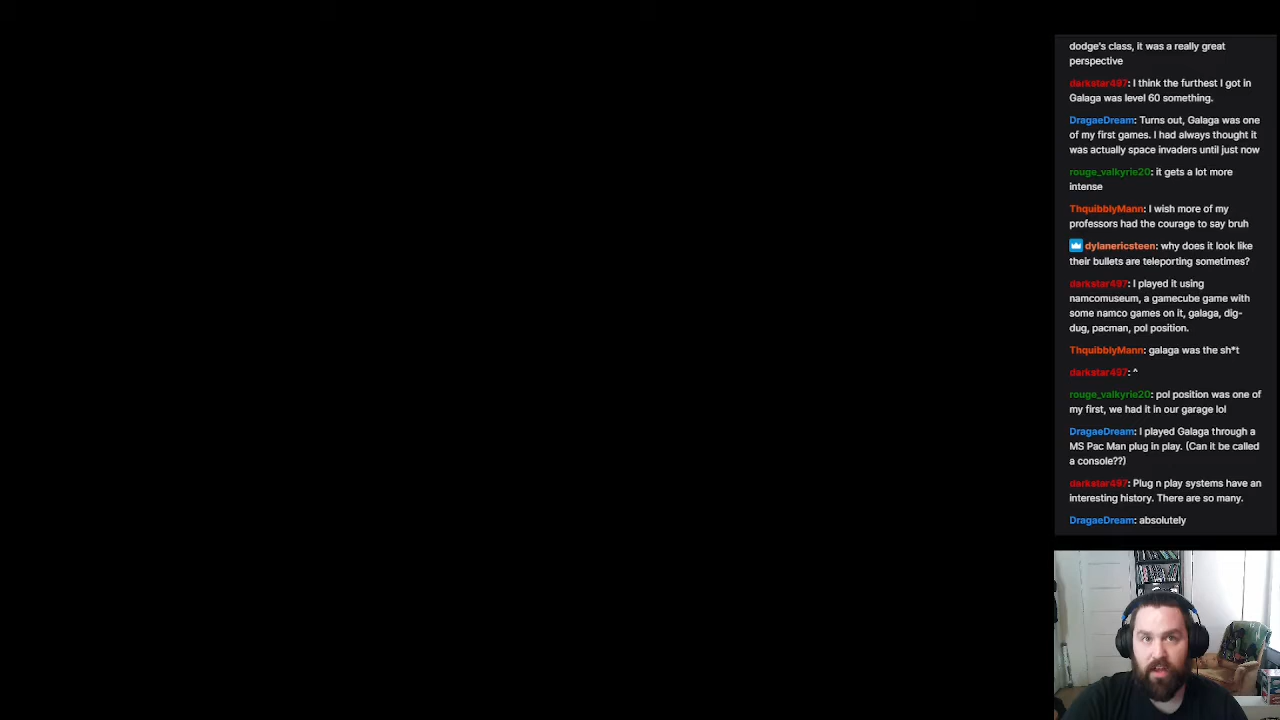 dodge's class, it was a really great
perspective
darkstar497: I think the furthest I got in
Galaga was level 60 something.
DragaeDream: Turns out, Galaga was one
of my first games. I had always thought it
was actually space invaders until just now
rouge_valkyrie20: it gets a lot more
intense
ThquibblyMann: I wish more of my
professors had the courage to say bruh
dylanericsteen: why does it look like
their bullets are teleporting sometimes?
darkstar497: I played it using
namcomuseum, a gamecube game with
some namco games on it, galaga, dig-
dug, pacman, pol position.
ThquibblyMann: galaga was the sh*t
darkstar497: ^
rouge_valkyrie20: pol position was one of
my first, we had it in our garage lol
DragaeDream: I played Galaga through a
MS Pac Man plug in play. (Can it be called
a console??)
darkstar497: Plug n play systems have an
interesting history. There are so many.
DragaeDream: absolutely